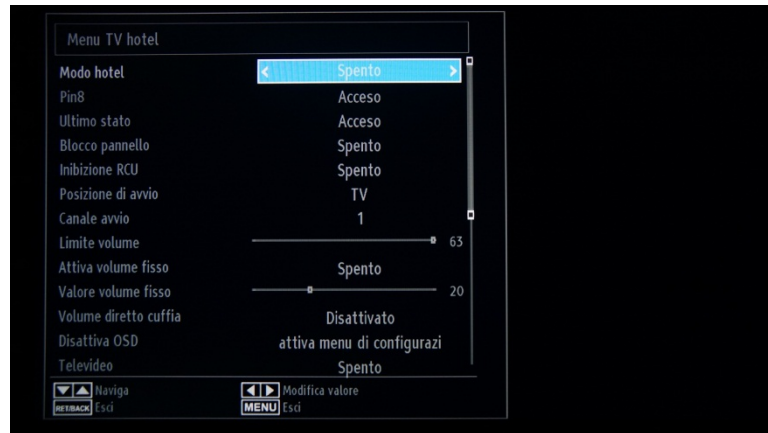 Menu TV hotel
Modo hotel Spento
Pin8 Acceso
Ultimo stato Acceso
Blocco pannello Spento
Inibizione RCU Spento
Posizione di avvio TV
Canale avvio 1
Limite volume 63
Attiva volume fisso Spento
Valore volume fisso 20
Volume diretto cuffia Disattivato
Disattiva OSD attiva menu di configurazi
Televideo Spento
Naviga Modifica valore
RET/BACK Esci MENU Esci